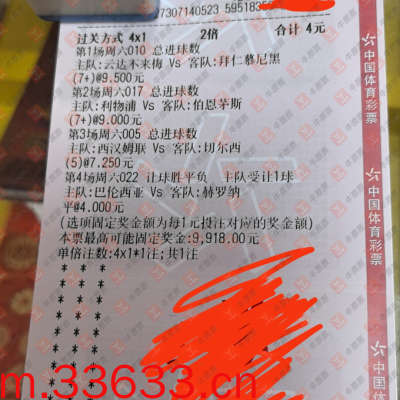 7307140523 5951835
过关方式 4x1 2倍 合计 4元
第1场周六010 总进球数
主队:云达不来梅 Vs 客队:拜仁慕尼黑
(7+)@9.500元
第2场周六017 总进球数
主队:利物浦 Vs 客队:伯恩茅斯
(7+)@9.000元
第3场周六005 总进球数
主队:西汉姆联 Vs 客队:切尔西
(5)@7.250元
第4场周六022 让球胜平负 主队受让1球
主队:巴伦西亚 Vs 客队:赫罗纳
平@4.000元
(选项固定奖金额为每1元投注对应的奖金额)
本票最高可能固定奖金:9,918.00元
单倍注数:4x1*1注;共1注
中国体育彩票
中国体育彩票
中国体育彩票
m.33633.cn